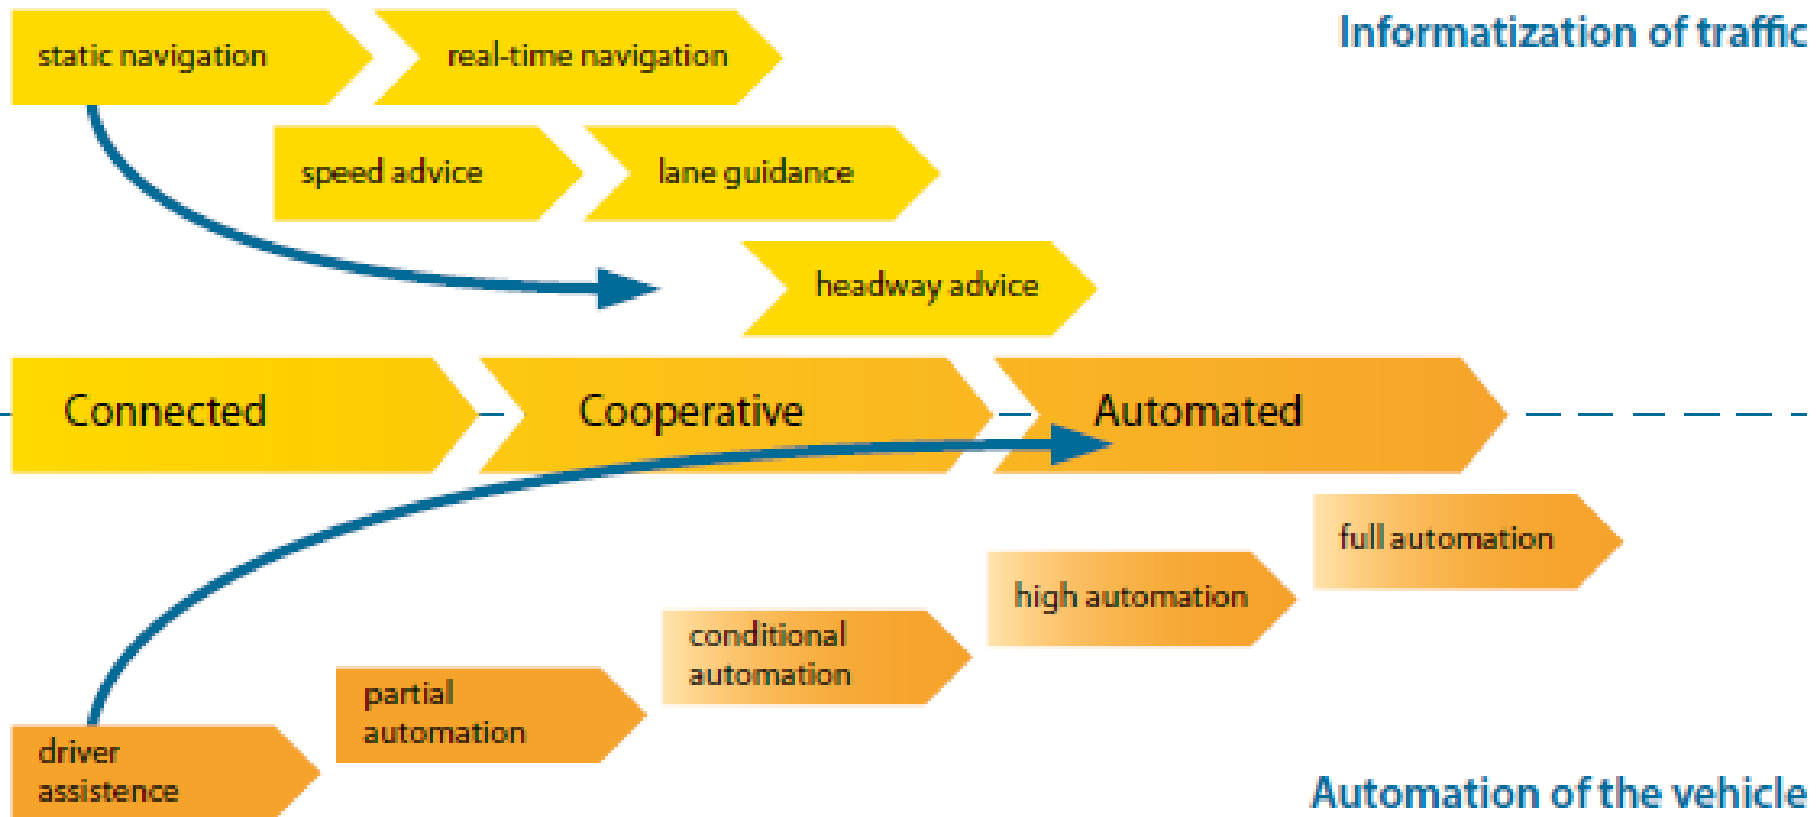 Informatization of traffic
static navigation
real-time navigation
speed advice
lane guidance
headway advice
Connected
Cooperative
Automated
full automation
high automation
conditional
automation
partial
automation
driver
assistence
Automation of the vehicle